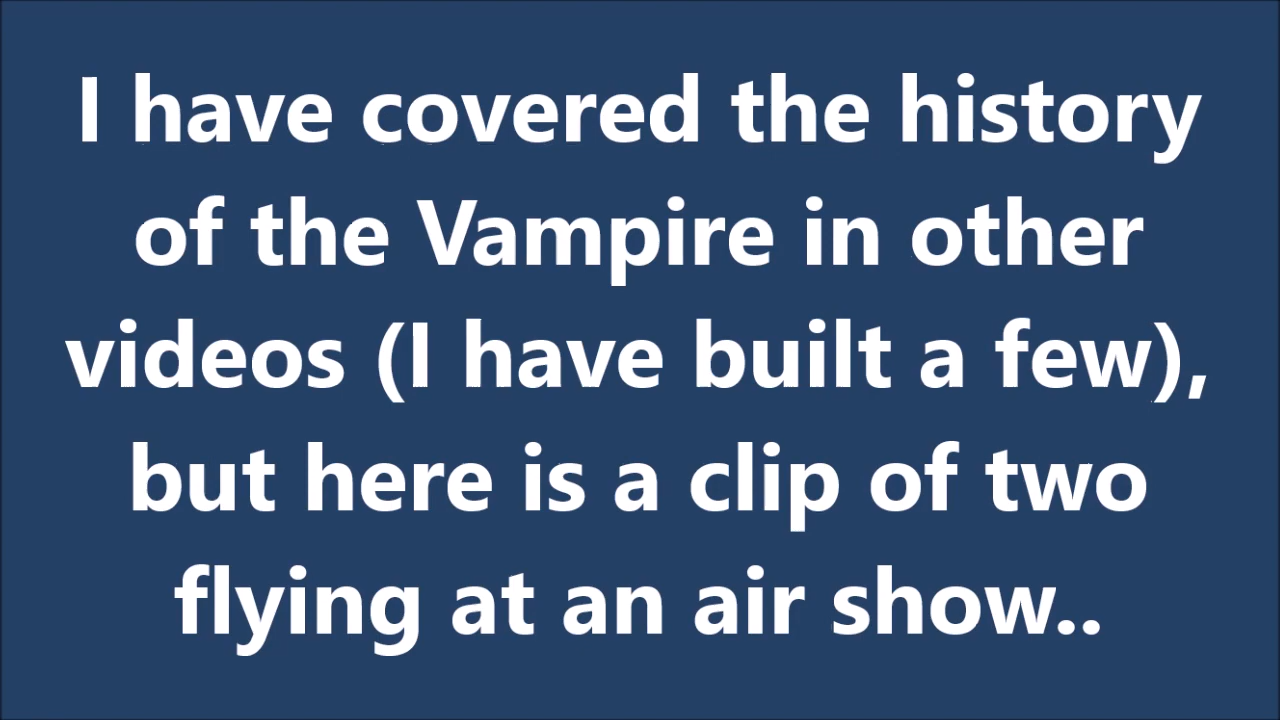 I have covered the history
of the Vampire in other
videos (I have built a few),
but here is a clip of two
flying at an air show..